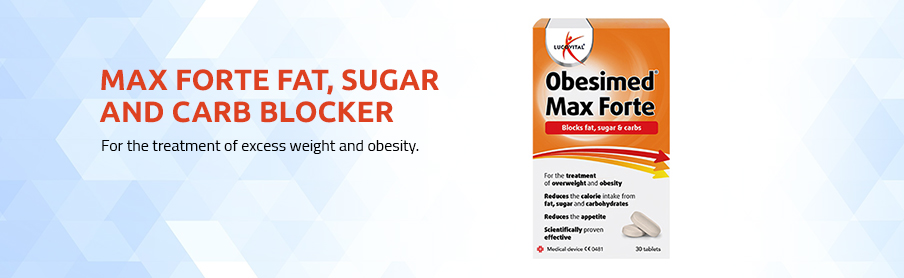 MAX FORTE FAT, SUGAR
AND CARB BLOCKER
For the treatment of excess weight and obesity.
LUCOVITAL®
Obesimed®
Max Forte
Blocks fat, sugar & carbs
For the treatment
of overweight and obesity
Reduces the calorie intake from
fat, sugar and carbohydrates
Reduces the appetite
Scientifically proven
effective
Medical device CE 0481
30 tablets